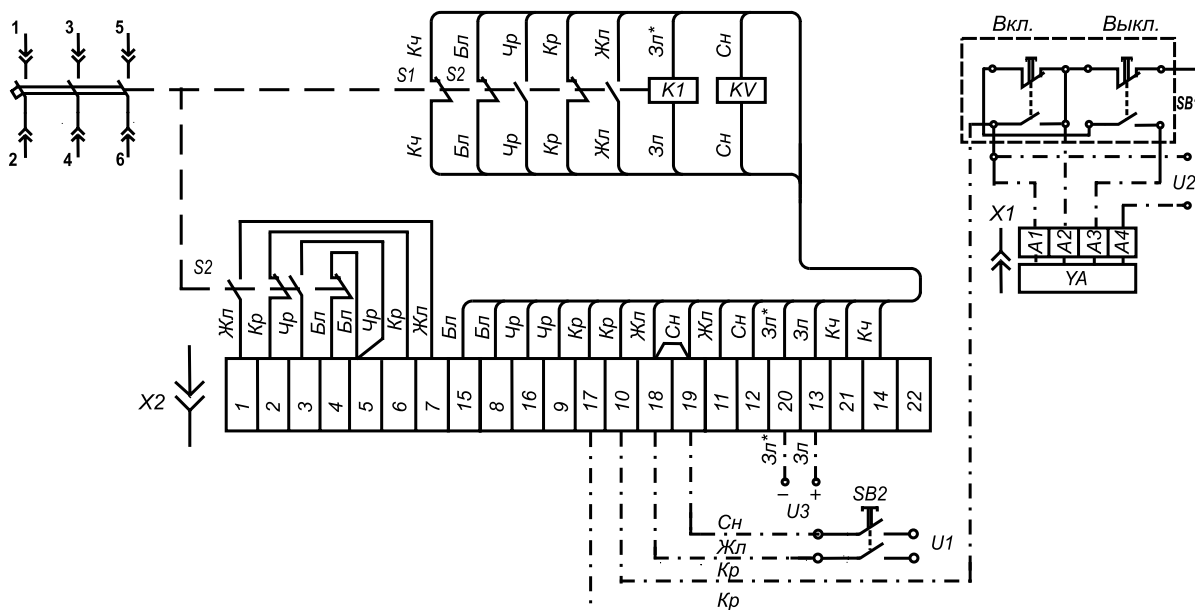 1 3 5
Кч Бл Чр Кр Жл Зл* Сн
Вкл. Выкл.
S1 S2
K1 KV
SB1
2 4 6
Кч Бл Чр Кр Жл Зл Сн
U2
X1
A1 A2 A3 A4
YA
S2
Жл Кр Чр Бл Бл Чр Кр Жл Бл Бл Чр Чр Кр Кр Жл Сн Жл Сн Зл* Зл Кч Кч
X2
1 2 3 4 5 6 7 15 8 16 9 17 10 18 19 11 12 20 13 21 14 22
Зл* Зл
– +
U3
SB2
Сн
U1
Жл
Кр
Кр